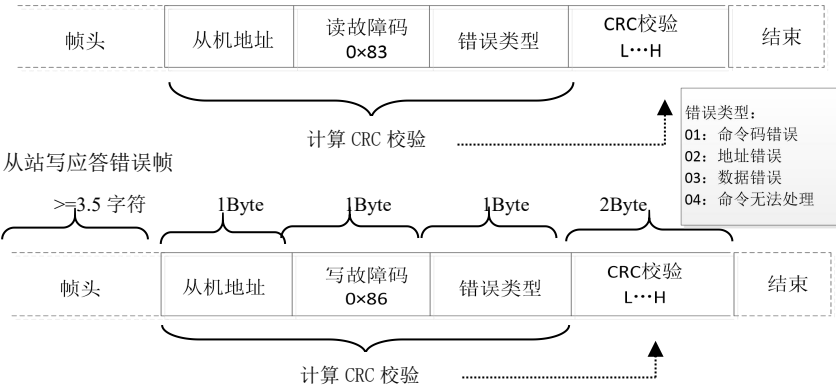 帧头
从机地址
读故障码
0×83
错误类型
CRC校验
L…H
结束
计算 CRC 校验
错误类型：
01：命令码错误
02：地址错误
03：数据错误
04：命令无法处理
从站写应答错误帧
>=3.5 字符
1Byte
1Byte
1Byte
2Byte
帧头
从机地址
写故障码
0×86
错误类型
CRC校验
L…H
结束
计算 CRC 校验